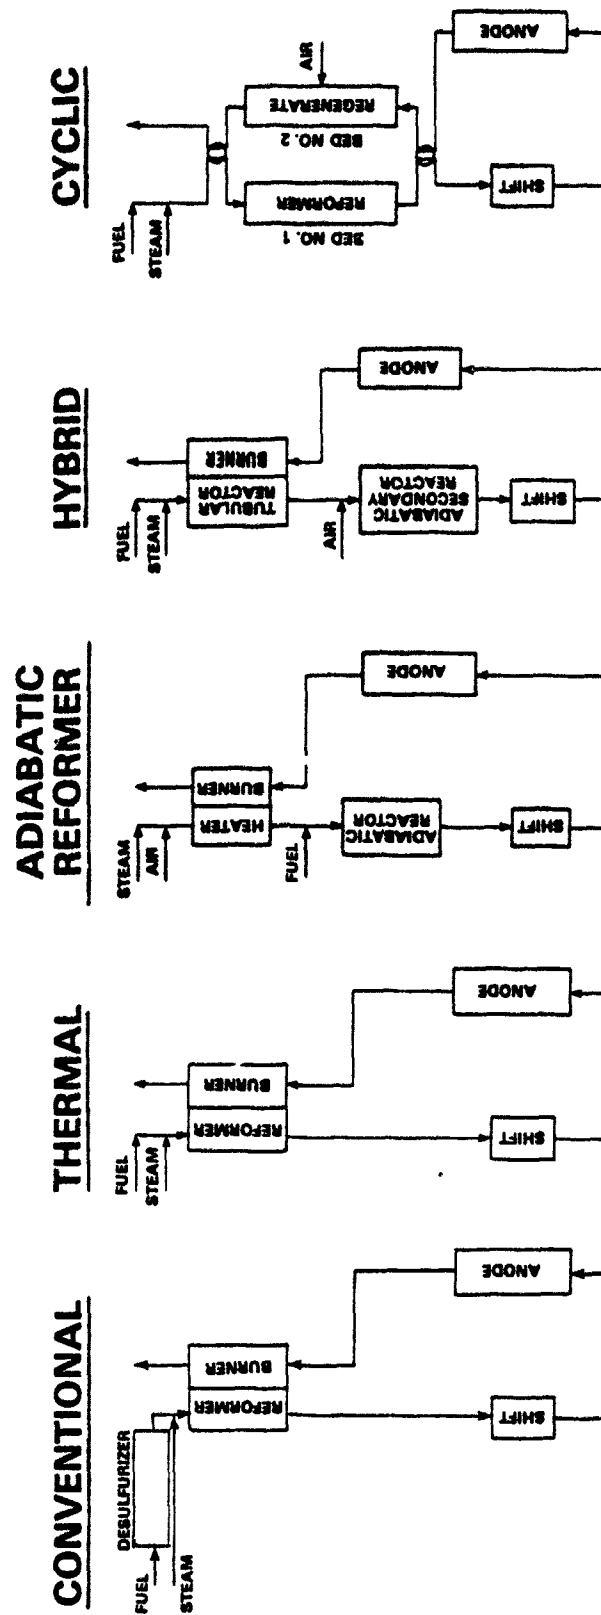 CONVENTIONAL
FUEL
STEAM
DESULFURIZER
REFORMER
BURNER
SHIFT
ANODE
THERMAL
FUEL
STEAM
REFORMER
BURNER
SHIFT
ANODE
ADIABATIC
REFORMER
STEAM
AIR
HEATER
BURNER
FUEL
ADIABATIC
REACTOR
SHIFT
ANODE
HYBRID
FUEL
STEAM
TUBULAR
REACTOR
BURNER
AIR
ADIABATIC
SECONDARY
REACTOR
SHIFT
ANODE
CYCLIC
FUEL
STEAM
BED NO. 1
REFORMER
BED NO. 2
REGENERATE
AIR
SHIFT
ANODE